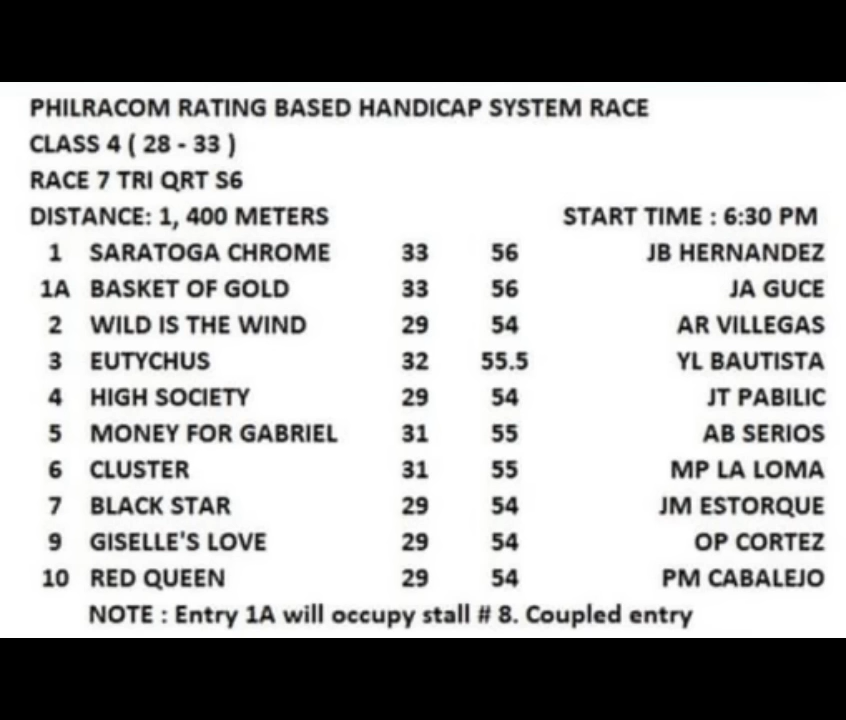 PHILRACOM RATING BASED HANDICAP SYSTEM RACE
CLASS 4 ( 28 - 33 )
RACE 7 TRI QRT S6
DISTANCE: 1, 400 METERS START TIME : 6:30 PM
1 SARATOGA CHROME 33 56 JB HERNANDEZ
1A BASKET OF GOLD 33 56 JA GUCE
2 WILD IS THE WIND 29 54 AR VILLEGAS
3 EUTYCHUS 32 55.5 YL BAUTISTA
4 HIGH SOCIETY 29 54 JT PABILIC
5 MONEY FOR GABRIEL 31 55 AB SERIOS
6 CLUSTER 31 55 MP LA LOMA
7 BLACK STAR 29 54 JM ESTORQUE
9 GISELLE'S LOVE 29 54 OP CORTEZ
10 RED QUEEN 29 54 PM CABALEJO
NOTE : Entry 1A will occupy stall # 8. Coupled entry